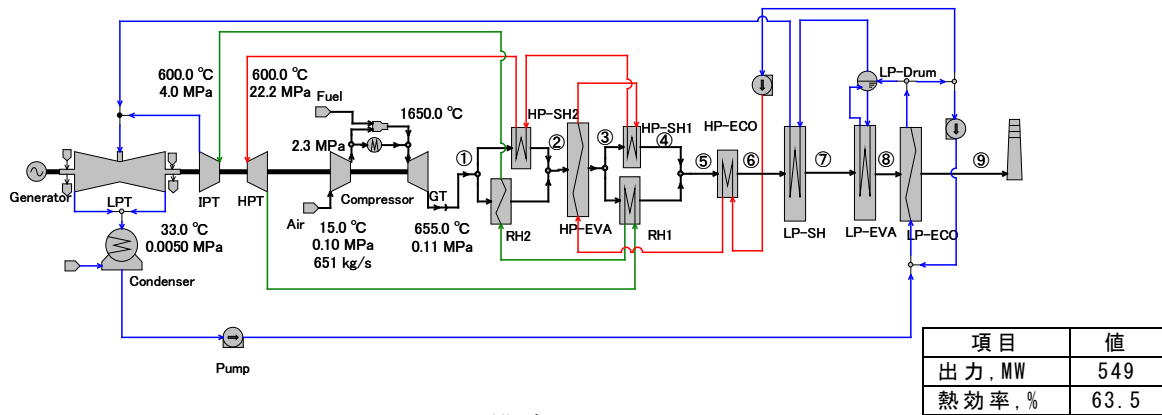 600.0 ℃
4.0 MPa
600.0 ℃
22.2 MPa
Fuel
1650.0 ℃
2.3 MPa
HP-SH2
②
③
HP-SH1
④
HP-ECO
LP-Drum
①
⑤
⑥
⑦
⑧
⑨
Generator
LPT
IPT
HPT
Compressor
GT
Air
15.0 ℃
0.10 MPa
651 kg/s
655.0 ℃
0.11 MPa
RH2
HP-EVA
RH1
LP-SH
LP-EVA
LP-ECO
33.0 ℃
0.0050 MPa
Condenser
Pump
項目 値
出力, MW 549
熱効率, % 63.5